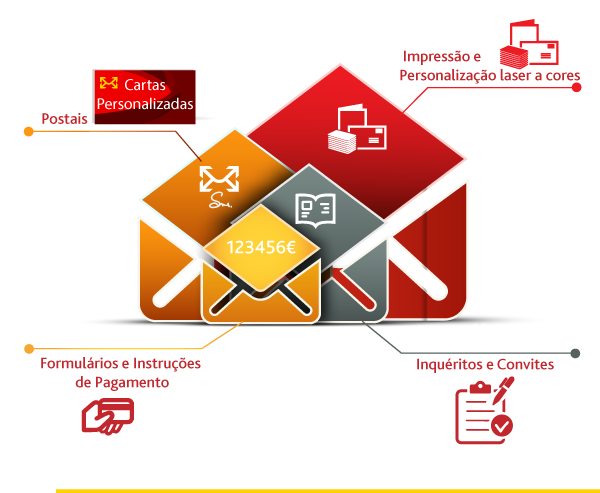 Impressão e
Personalização laser a cores
Cartas
Personalizadas
Postais
123456€
Formulários e Instruções
de Pagamento
Inquéritos e Convites